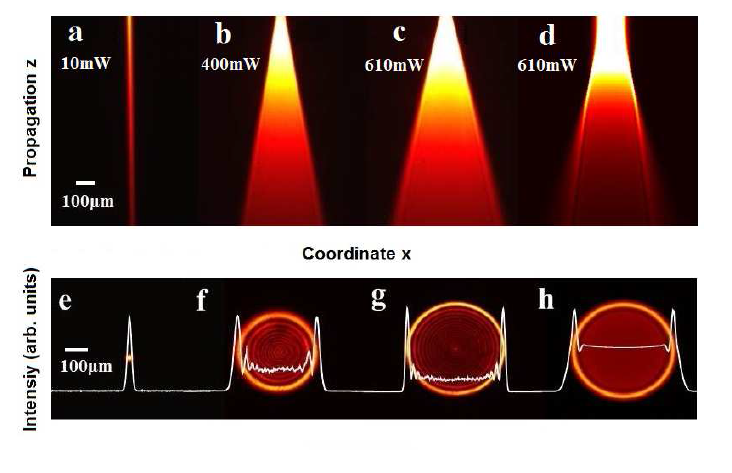 Propagation z
a
b
c
d
10mW
400mW
610mW
610mW
100μm
Coordinate x
Intensiy (arb. units)
e
f
g
h
100μm